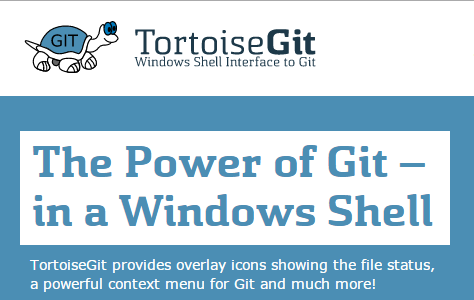 GIT
TortoiseGit
Windows Shell Interface to Git
The Power of Git –
in a Windows Shell
TortoiseGit provides overlay icons showing the file status,
a powerful context menu for Git and much more!